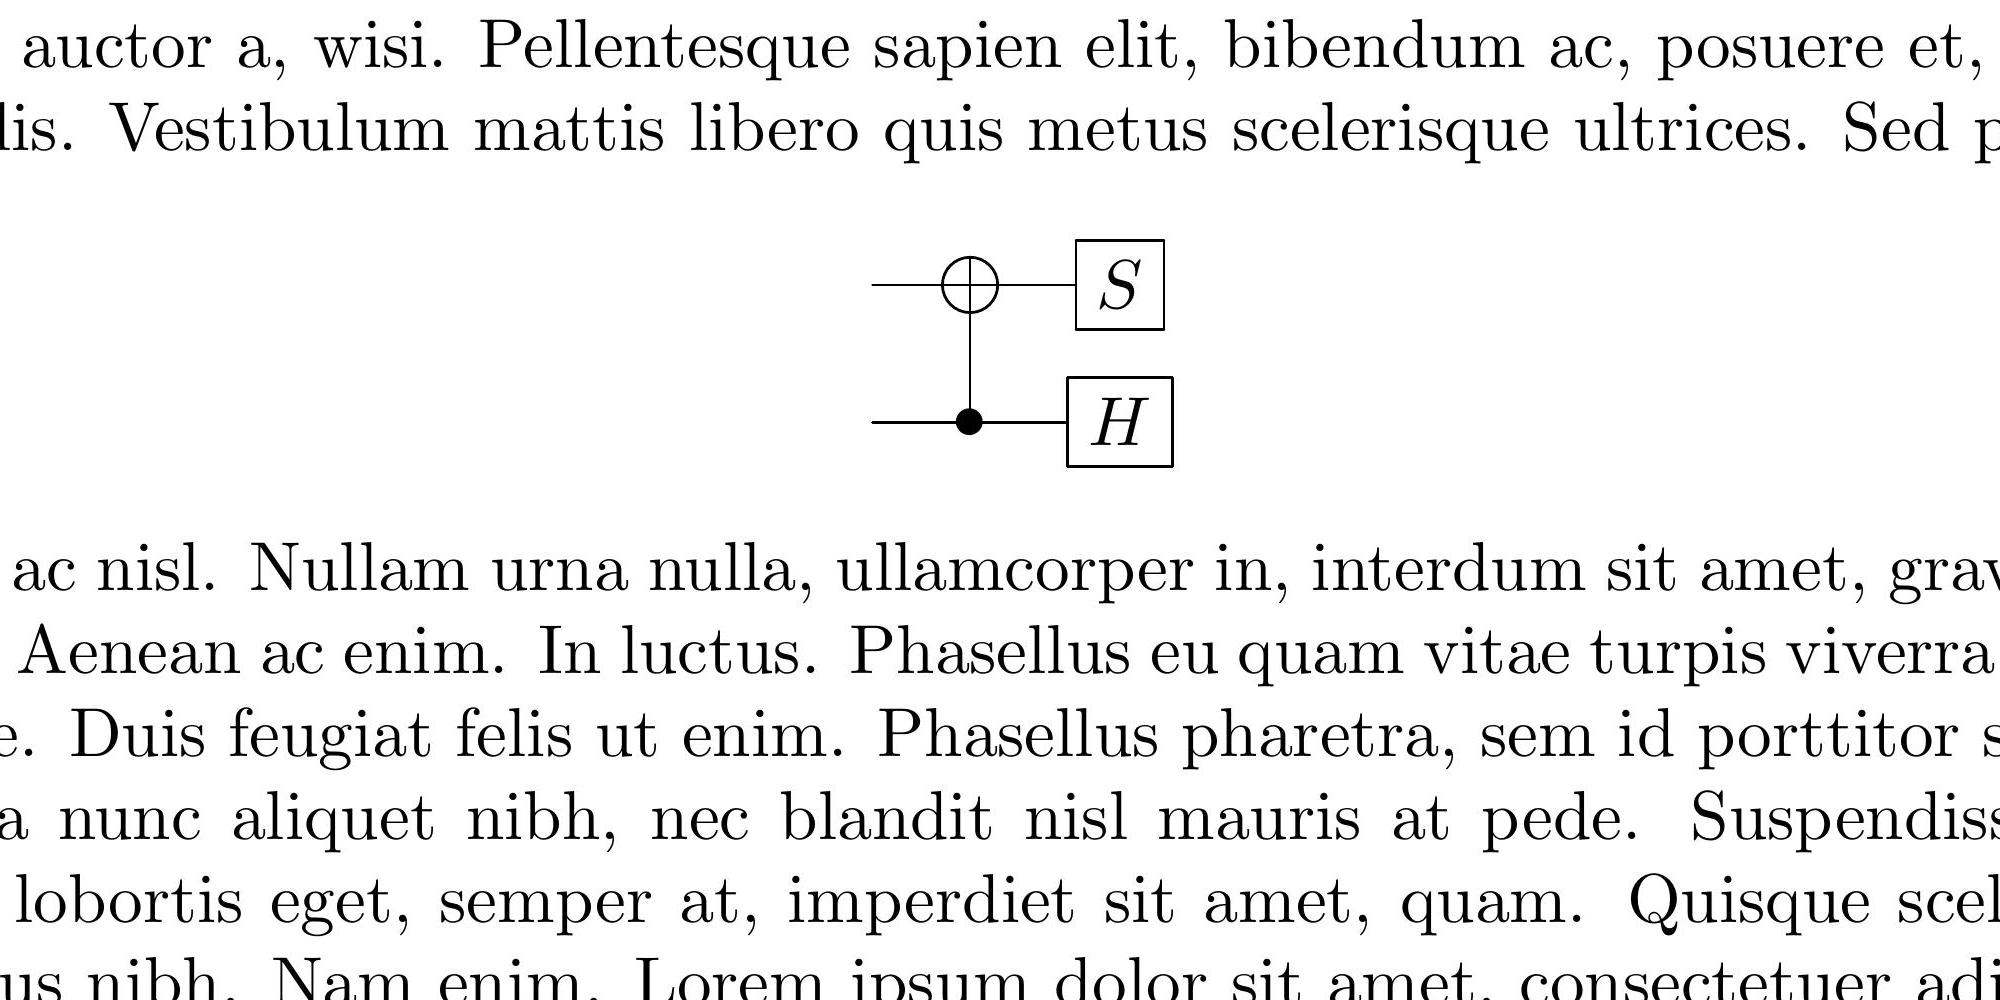 auctor a, wisi. Pellentesque sapien elit, bibendum ac, posuere et,
lis. Vestibulum mattis libero quis metus scelerisque ultrices. Sed p
S
H
ac nisl. Nullam urna nulla, ullamcorper in, interdum sit amet, grav
Aenean ac enim. In luctus. Phasellus eu quam vitae turpis viverra
e. Duis feugiat felis ut enim. Phasellus pharetra, sem id porttitor s
a nunc aliquet nibh, nec blandit nisl mauris at pede. Suspendiss
lobortis eget, semper at, imperdiet sit amet, quam. Quisque scel
us nibh. Nam enim. Lorem ipsum dolor sit amet, consectetuer adi